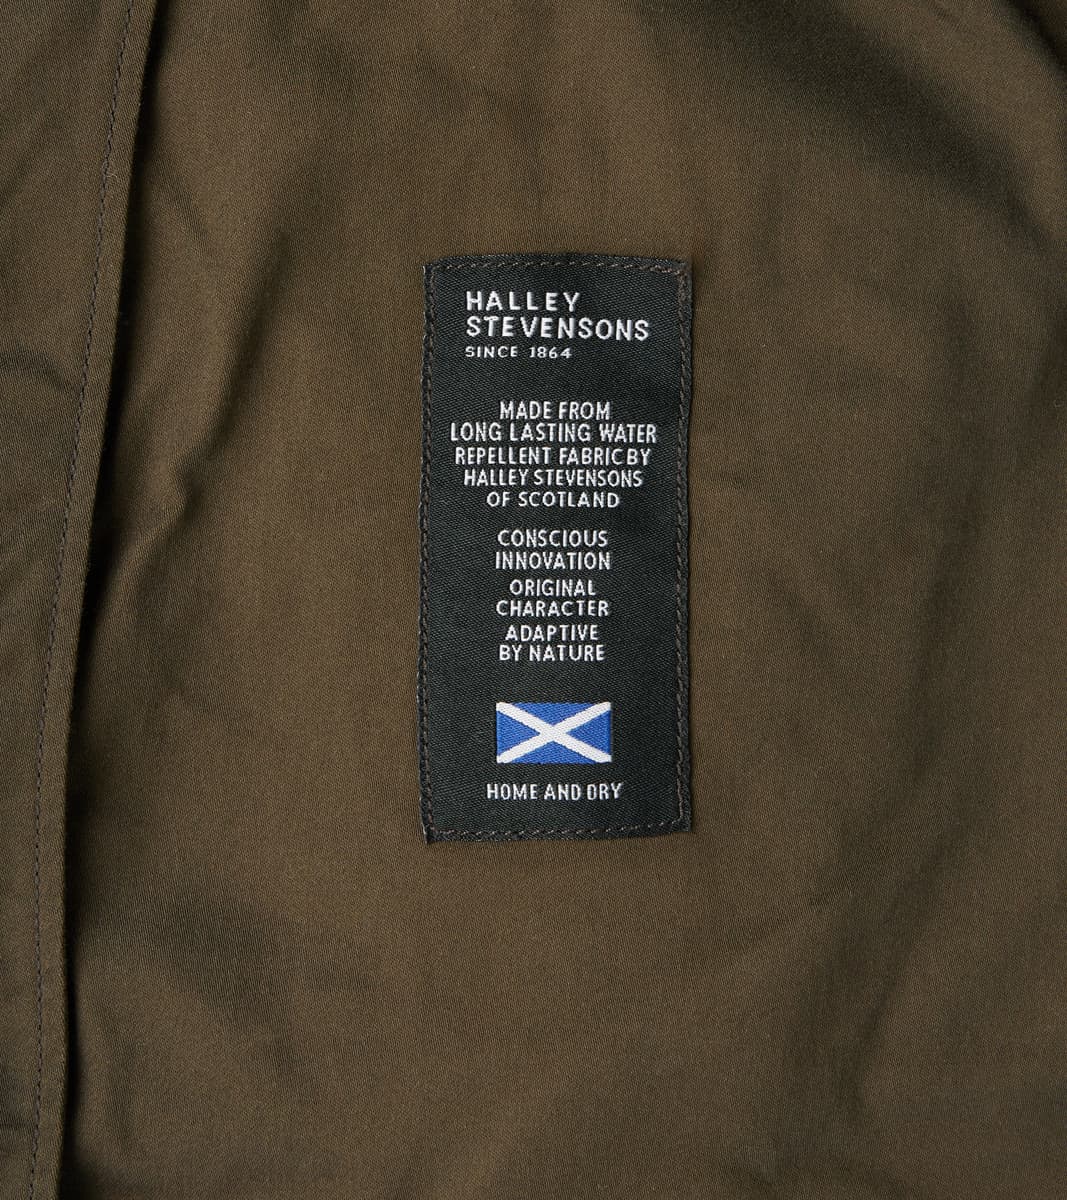 HALLEY
STEVENSONS
SINCE 1864
MADE FROM
LONG LASTING WATER
REPELLENT FABRIC BY
HALLEY STEVENSONS
OF SCOTLAND
CONSCIOUS
INNOVATION
ORIGINAL
CHARACTER
ADAPTIVE
BY NATURE
HOME AND DRY